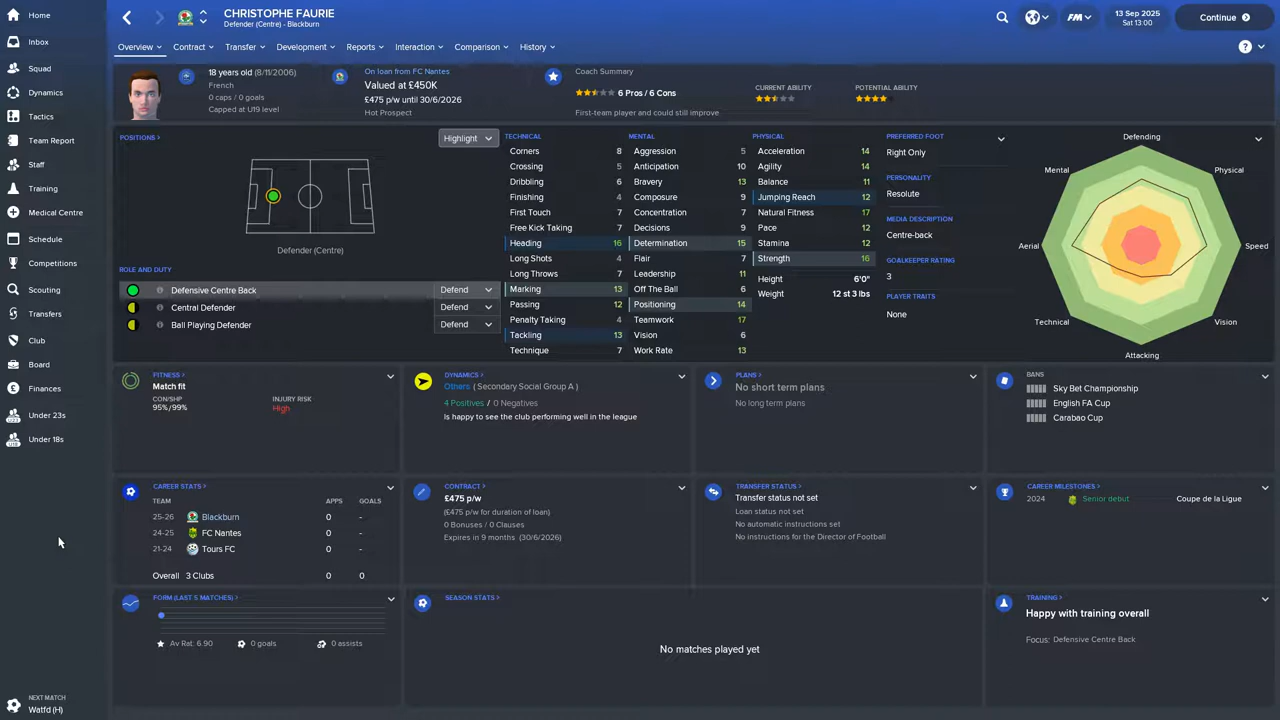 Home
Inbox
Squad
Dynamics
Tactics
Team Report
Staff
Training
Medical Centre
Schedule
Competitions
Scouting
Transfers
Club
Board
Finances
Under 23s
Under 18s
NEXT MATCH
Watfd (H)
CHRISTOPHE FAURIE
Defender (Centre) - Blackburn
FM
13 Sep 2025
Sat 13:00
Continue
Overview Contract Transfer Development Reports Interaction Comparison History
?
18 years old (8/11/2006)
French
0 caps / 0 goals
Capped at U19 level
On loan from FC Nantes
Valued at £450K
£475 p/w until 30/6/2026
Hot Prospect
Coach Summary
6 Pros / 6 Cons
First-team player and could still improve
CURRENT ABILITY
POTENTIAL ABILITY
POSITIONS >
Highlight
Defender (Centre)
ROLE AND DUTY
Defensive Centre Back Defend
Central Defender Defend
Ball Playing Defender Defend
TECHNICAL
Corners 8
Crossing 5
Dribbling 6
Finishing 4
First Touch 7
Free Kick Taking 7
Heading 16
Long Shots 4
Long Throws 7
Marking 13
Passing 12
Penalty Taking 4
Tackling 13
Technique 7
MENTAL
Aggression 5
Anticipation 10
Bravery 13
Composure 9
Concentration 7
Decisions 9
Determination 15
Flair 7
Leadership 11
Off The Ball 6
Positioning 14
Teamwork 17
Vision 6
Work Rate 13
PHYSICAL
Acceleration 14
Agility 14
Balance 11
Jumping Reach 12
Natural Fitness 17
Pace 12
Stamina 12
Strength 16
Height 6'0"
Weight 12 st 3 lbs
PREFERRED FOOT
Right Only
PERSONALITY
Resolute
MEDIA DESCRIPTION
Centre-back
GOALKEEPER RATING
3
PLAYER TRAITS
None
Defending
Physical
Speed
Vision
Attacking
Technical
Aerial
Mental
FITNESS >
Match fit
CON/SHP
95%/99%
INJURY RISK
High
DYNAMICS >
Others ( Secondary Social Group A )
4 Positives / 0 Negatives
Is happy to see the club performing well in the league
PLANS >
No short term plans
No long term plans
BANS
Sky Bet Championship
English FA Cup
Carabao Cup
CAREER STATS >
TEAM APPS GOALS
25-26 Blackburn 0 -
24-25 FC Nantes 0 -
21-24 Tours FC 0 -
Overall 3 Clubs 0 0
CONTRACT >
£475 p/w
(£475 p/w for duration of loan)
0 Bonuses / 0 Clauses
Expires in 9 months (30/6/2026)
TRANSFER STATUS >
Transfer status not set
Loan status not set
No automatic instructions set
No instructions for the Director of Football
CAREER MILESTONES >
2024 Senior debut Coupe de la Ligue
FORM (LAST 5 MATCHES) >
Av Rat: 6.90 0 goals 0 assists
SEASON STATS >
No matches played yet
TRAINING >
Happy with training overall
Focus: Defensive Centre Back